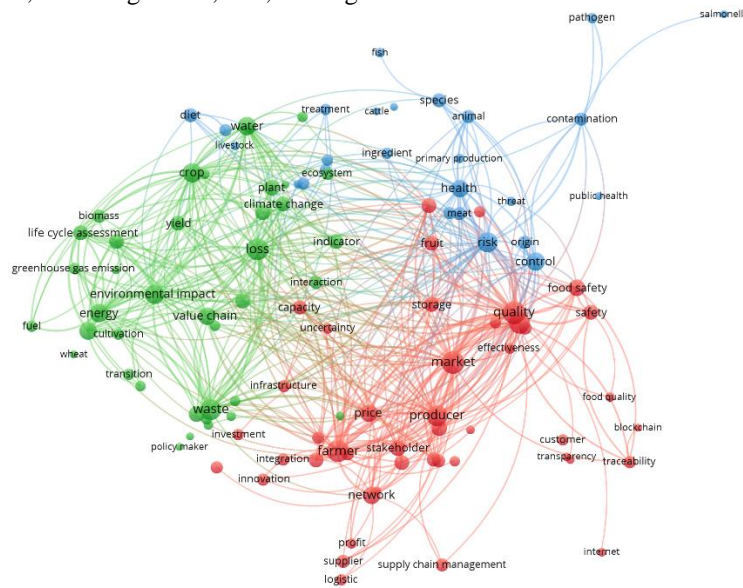 pathogen
salmonell
fish
species
diet
treatment
cattle
animal
contamination
water
livestock
ingredient
primary production
crop
ecosystem
plant
health
public health
climate change
threat
biomass
meat
yield
life cycle assessment
indicator
fruit
risk
origin
loss
control
greenhouse gas emission
interaction
food safety
environmental impact
capacity
storage
energy
value chain
quality
safety
fuel
cultivation
uncertainty
effectiveness
wheat
market
transition
infrastructure
food quality
waste
price
producer
blockchain
policy maker
investment
customer
farmer
stakeholder
transparency
integration
traceability
innovation
network
profit
internet
supplier
supply chain management
logistic